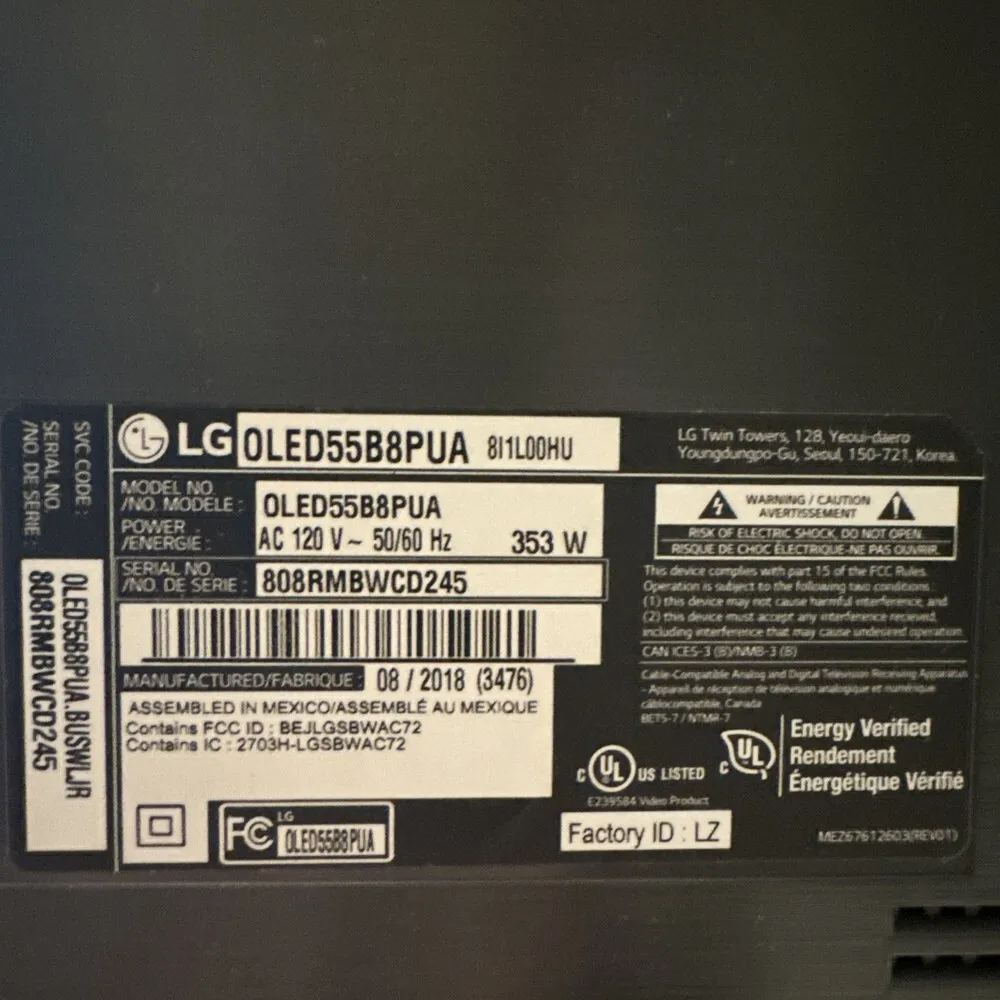 SVC CODE :
SERIAL NO.
/NO. DE SÉRIE :
OLED55B8PUA.BUSWLJR
808RMBWCD245
LG OLED55B8PUA 8I1L00HU
MODEL NO.
/NO. MODÈLE : OLED55B8PUA
POWER
/ÉNERGIE : AC 120 V ~ 50/60 Hz 353 W
SERIAL NO.
/NO. DE SÉRIE : 808RMBWCD245
MANUFACTURED/FABRIQUÉ : 08 / 2018 (3476)
ASSEMBLED IN MEXICO/ASSEMBLÉ AU MEXIQUE
Contains FCC ID : BEJLGSBWAC72
Contains IC : 2703H-LGSBWAC72
FC LG
OLED55B8PUA
LG Twin Towers, 128, Yeoui-daero
Youngdungpo-Gu, Seoul, 150-721, Korea
WARNING / CAUTION
AVERTISSEMENT
RISK OF ELECTRIC SHOCK, DO NOT OPEN.
RISQUE DE CHOC ÉLECTRIQUE-NE PAS OUVRIR.
This device complies with part 15 of the FCC Rules.
Operation is subject to the following two conditions.
(1) this device may not cause harmful interference, and
(2) this device must accept any interference received,
including interference that may cause undesired operation.
CAN ICES-3 (B)/NMB-3 (B)
Cable-Compatible Analog and Digital Television Receiving Apparatus
- Appareil de réception de télévision analogique et numérique
câblocompatible, Canada
BETS-7 / NTMR-7
C UL US LISTED
E239584 Video Product
C UL
Energy Verified
Rendement
Énergétique Vérifié
Factory ID : LZ
MEZ67612603(REV01)